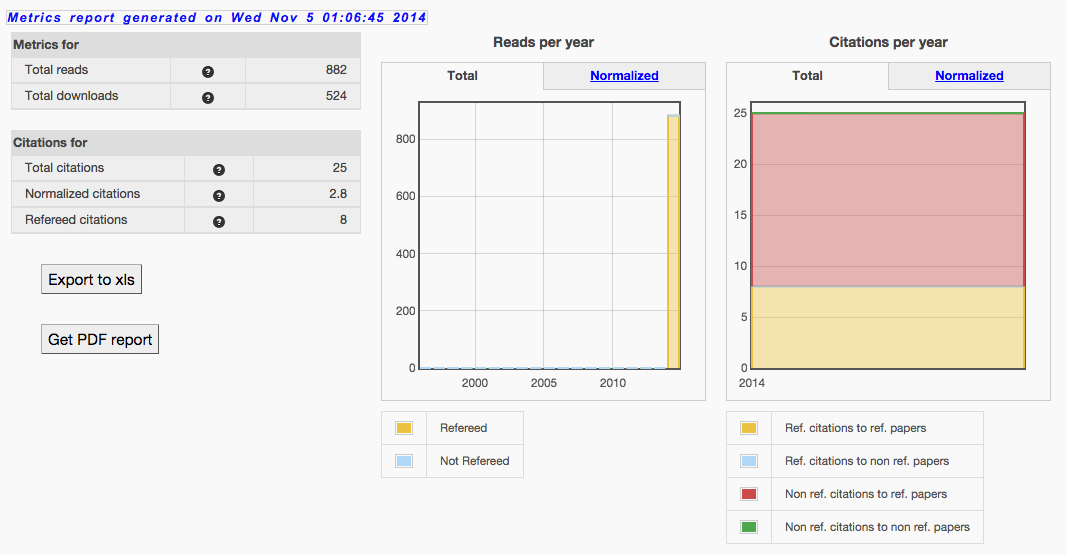 Metrics report generated on Wed Nov 5 01:06:45 2014
Metrics for
Total reads ? 882
Total downloads ? 524
Citations for
Total citations ? 25
Normalized citations ? 2.8
Refereed citations ? 8
Export to xls
Get PDF report
Reads per year
Total Normalized
800
600
400
200
0
2000 2005 2010
Refereed
Not Refereed
Citations per year
Total Normalized
25
20
15
10
5
0
2014
Ref. citations to ref. papers
Ref. citations to non ref. papers
Non ref. citations to ref. papers
Non ref. citations to non ref. papers